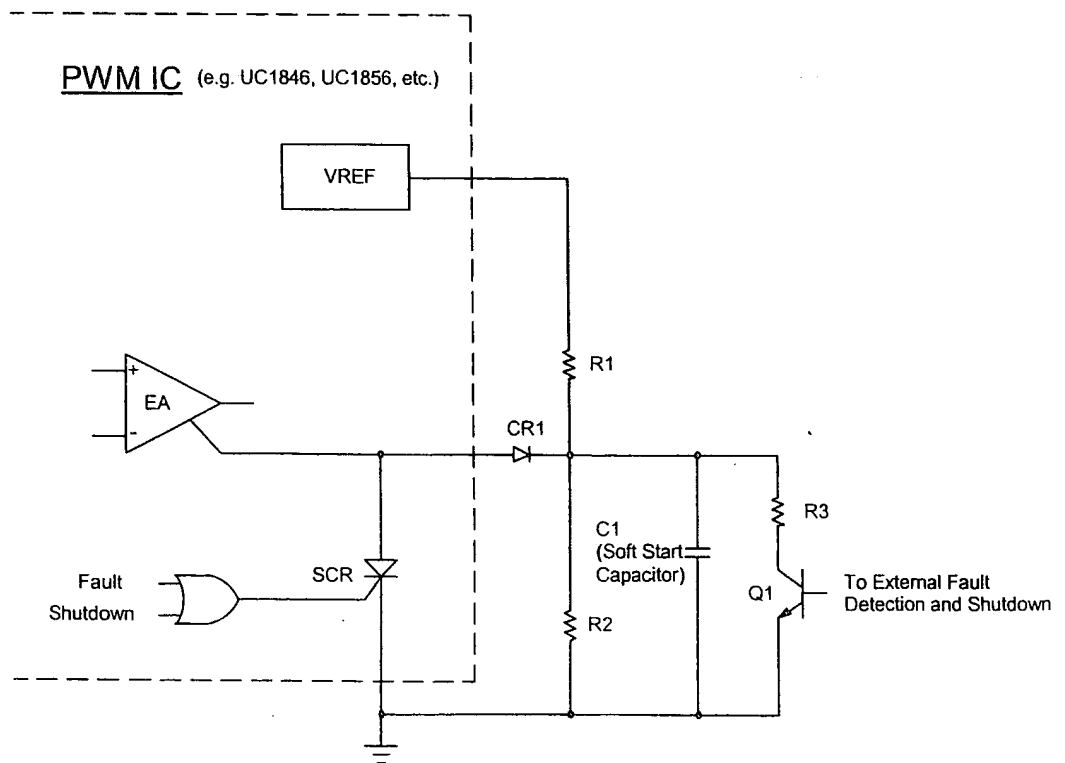 PWM IC (e.g. UC1846, UC1856, etc.)
VREF
R1
+
EA
-
CR1
R3
C1
(Soft Start
Capacitor)
Fault
Shutdown
SCR
R2
Q1
To External Fault
Detection and Shutdown